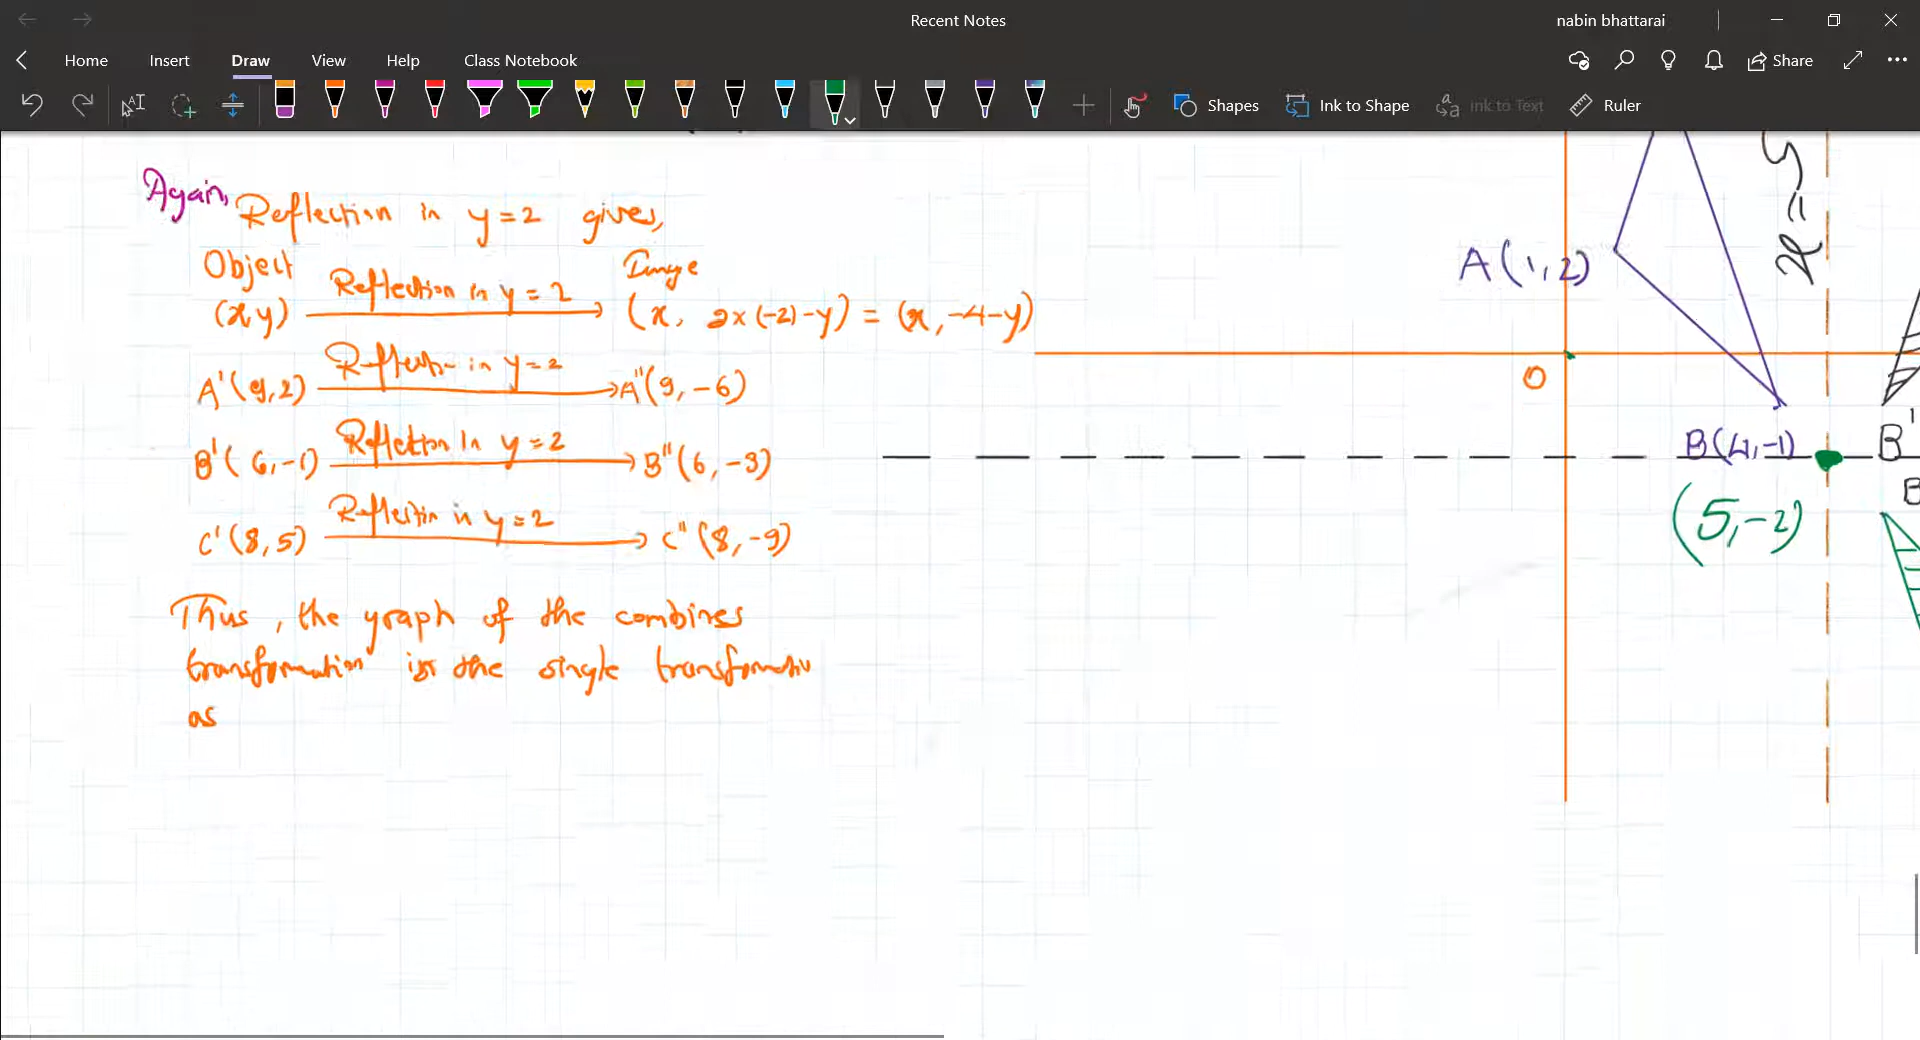 Recent Notes
nabin bhattarai
Home Insert Draw View Help Class Notebook
Share
Shapes Ink to Shape Ink to Text Ruler
Again, Reflection in y = 2 gives,
Object Reflection in y = 2 Image
(x, y) (x, 2×(-2)-y) = (x, -4-y)
Reflection in y = 2
A'(9,2) A"(9, -6)
Reflection In y = 2
B'(6,-1) B"(6, -3)
Reflection in y = 2
C'(8,5) C"(8, -9)
Thus, the graph of the combines
transformation is the single transformation
as
x = 5
A(1,2)
O
B(4,-1)
B'
(5,-2)